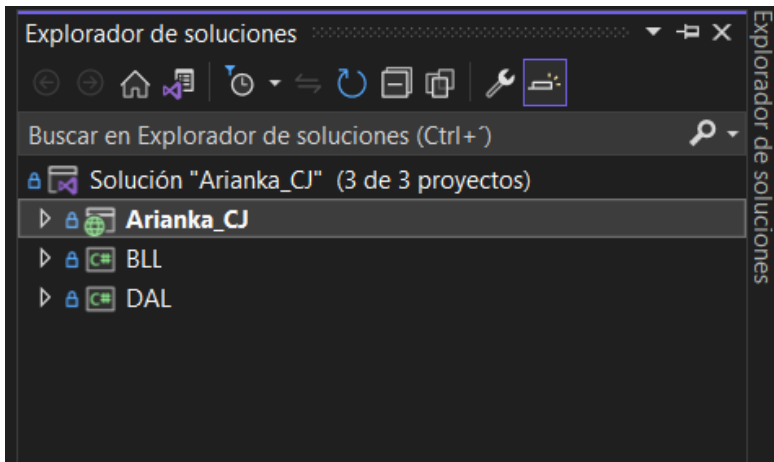 Explorador de soluciones
Buscar en Explorador de soluciones (Ctrl+´)
Solución "Arianka_CJ" (3 de 3 proyectos)
Arianka_CJ
C# BLL
C# DAL
Explorador de soluciones